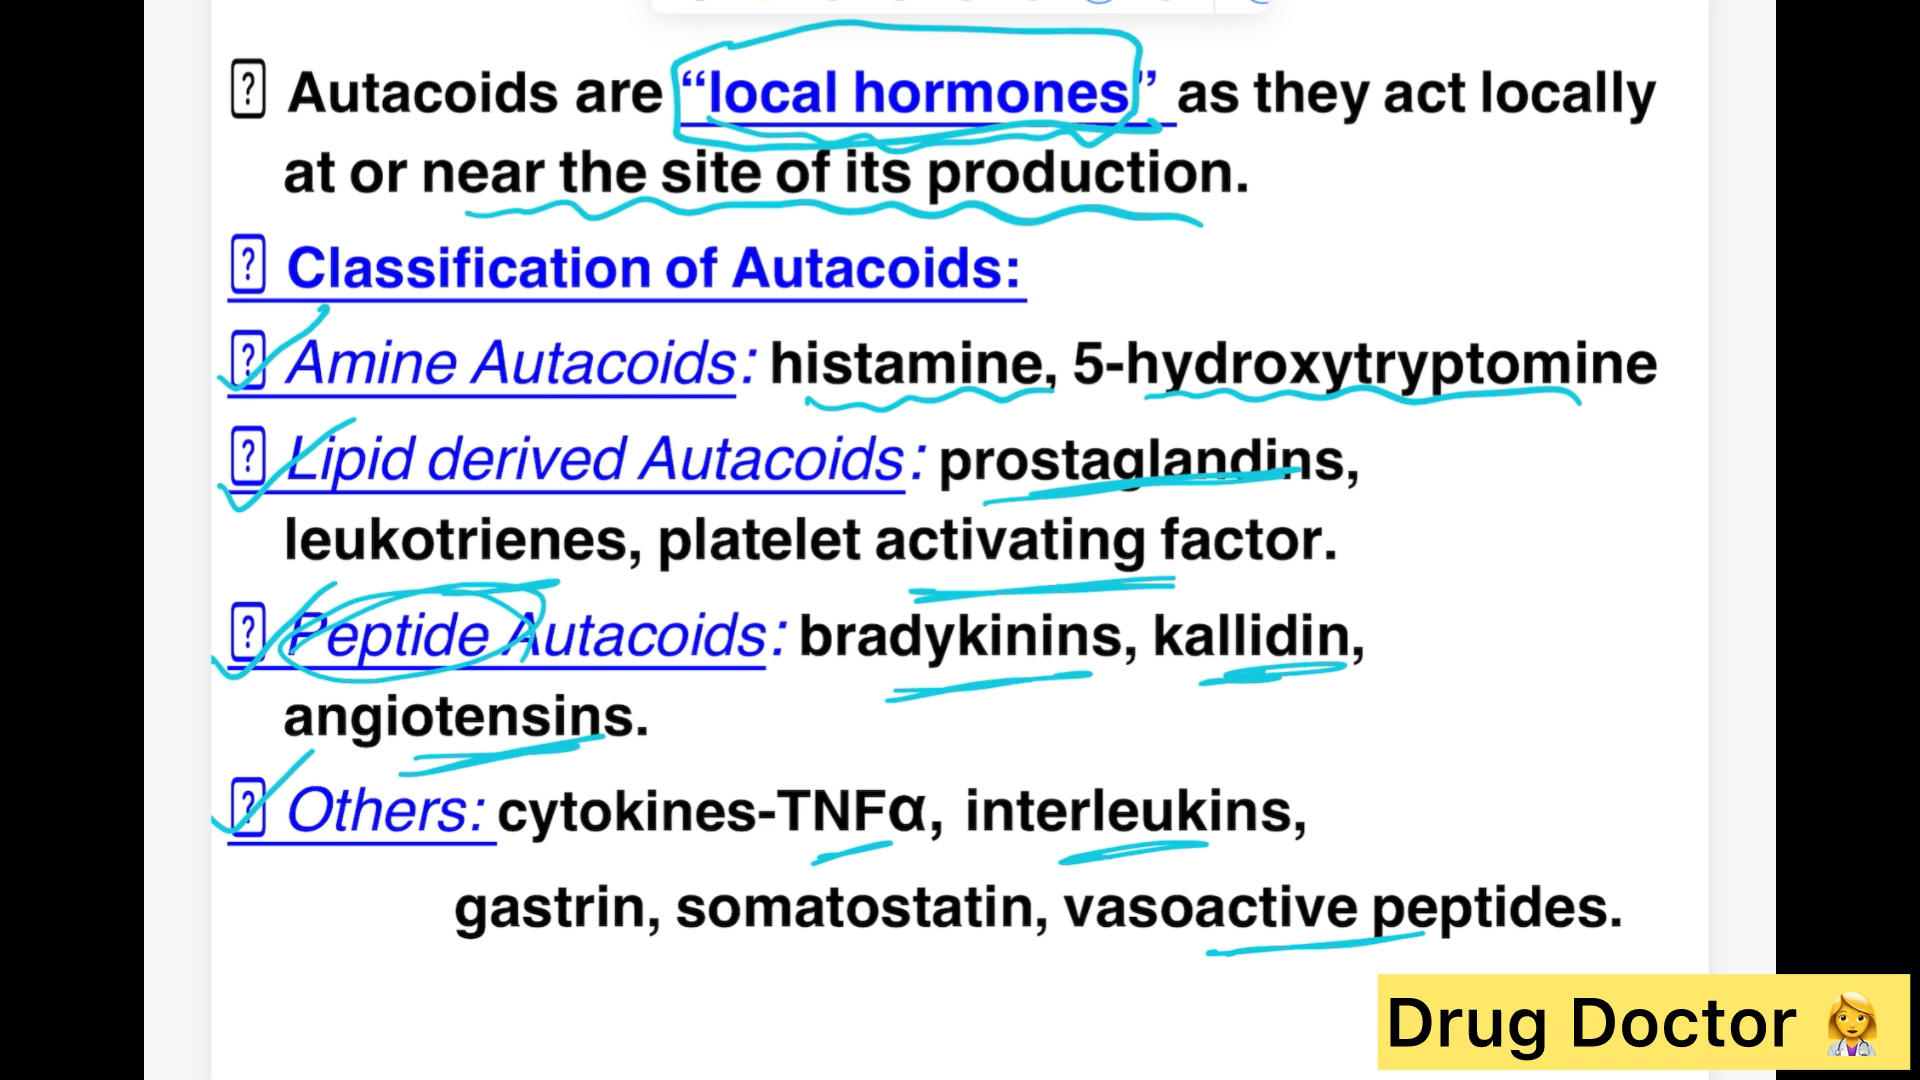 Autacoids are “local hormones” as they act locally
at or near the site of its production.
Classification of Autacoids:
Amine Autacoids: histamine, 5-hydroxytryptomine
Lipid derived Autacoids: prostaglandins,
leukotrienes, platelet activating factor.
Peptide Autacoids: bradykinins, kallidin,
angiotensins.
Others: cytokines-TNFα, interleukins,
gastrin, somatostatin, vasoactive peptides.
Drug Doctor 👩‍⚕️